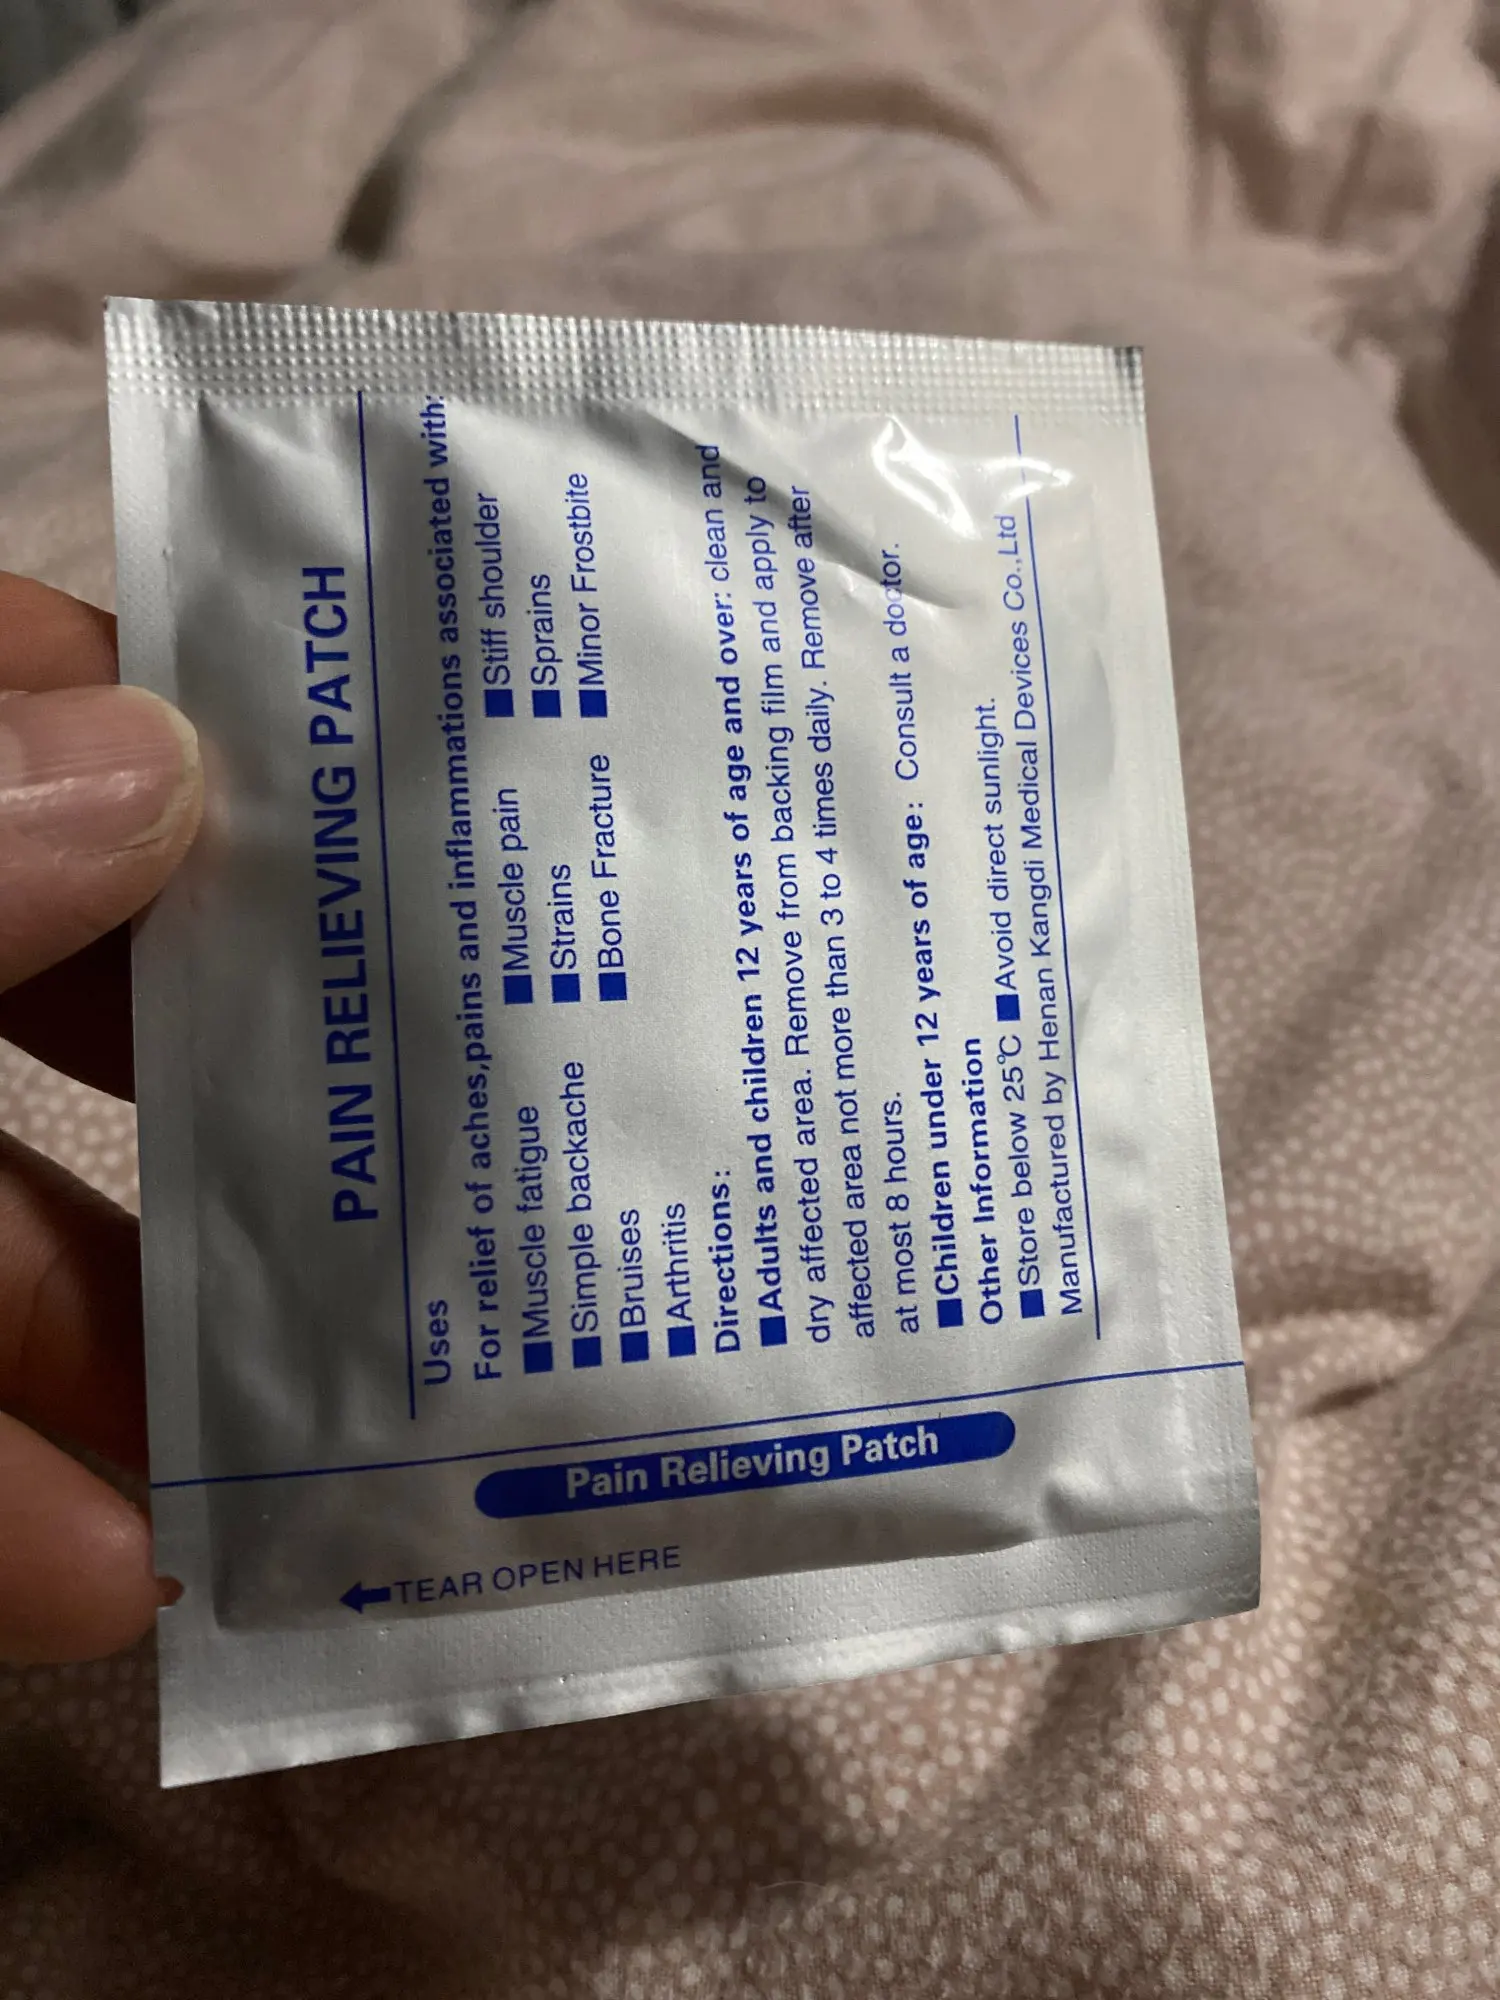 PAIN RELIEVING PATCH
Uses
For relief of aches,pains and inflammations associated with:
■Muscle fatigue ■Muscle pain ■Stiff shoulder
■Simple backache ■Strains ■Sprains
■Bruises ■Bone Fracture ■Minor Frostbite
■Arthritis
Directions:
■Adults and children 12 years of age and over: clean and
dry affected area. Remove from backing film and apply to
affected area not more than 3 to 4 times daily. Remove after
at most 8 hours.
■Children under 12 years of age: Consult a doctor.
Other Information
■Store below 25℃ ■Avoid direct sunlight.
Manufactured by Henan Kangdi Medical Devices Co.,Ltd
Pain Relieving Patch
TEAR OPEN HERE